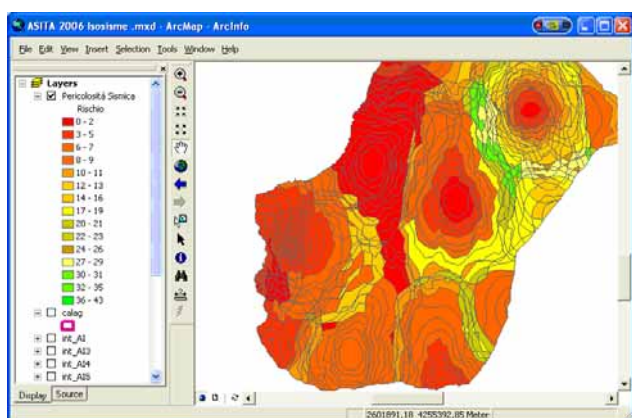 ASITA 2006 Isosisme .mxd - ArcMap - ArcInfo
File Edit View Insert Selection Tools Window Help
Layers
Pericolosità Sismica
Rischio
0 - 2
3 - 5
6 - 7
8 - 9
10 - 11
12 - 13
14 - 16
17 - 19
20 - 21
22 - 23
24 - 26
27 - 29
30 - 31
32 - 35
36 - 43
calag
int_AI
int_AI3
int_AI4
int_AI5
Display Source
2601891,18 4255392,85 Meter